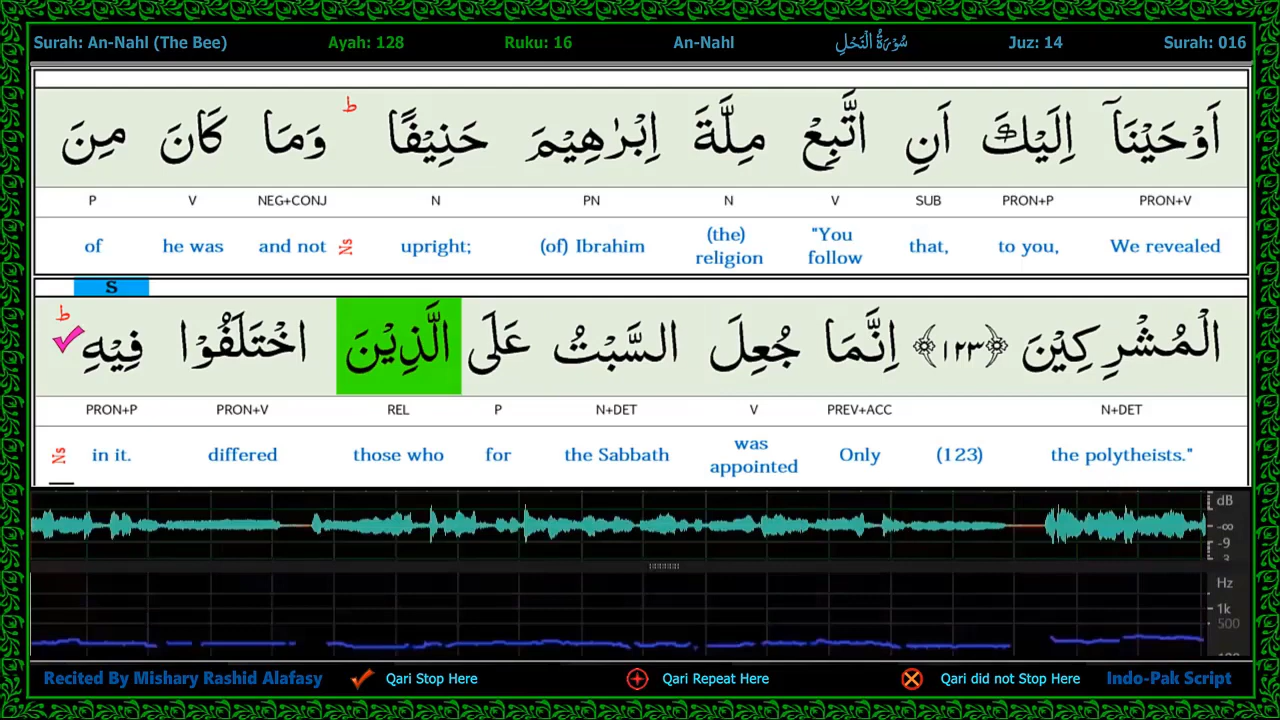 Surah: An-Nahl (The Bee) Ayah: 128 Ruku: 16 An-Nahl سُوْرَةُ النَّحْلِ Juz: 14 Surah: 016
اَوْحَيْنَاۤ اِلَيْكَ اَنِ اتَّبِعْ مِلَّةَ اِبْرٰهِيْمَ حَنِيْفًا ؕ وَمَا كَانَ مِنَ
P V NEG+CONJ N PN N V SUB PRON+P PRON+V
of he was and not Ns upright; (of) Ibrahim (the) religion "You follow that, to you, We revealed
S
الْمُشْرِكِيْنَ ﴿١٢٣﴾ اِنَّمَا جُعِلَ السَّبْتُ عَلَى الَّذِيْنَ اخْتَلَفُوْا فِيْهِ ؕ
PRON+P PRON+V REL P N+DET V PREV+ACC N+DET
Ns in it. differed those who for the Sabbath was appointed Only (123) the polytheists."
dB
-∞
-9
Hz
1k
500
Recited By Mishary Rashid Alafasy Qari Stop Here Qari Repeat Here Qari did not Stop Here Indo-Pak Script